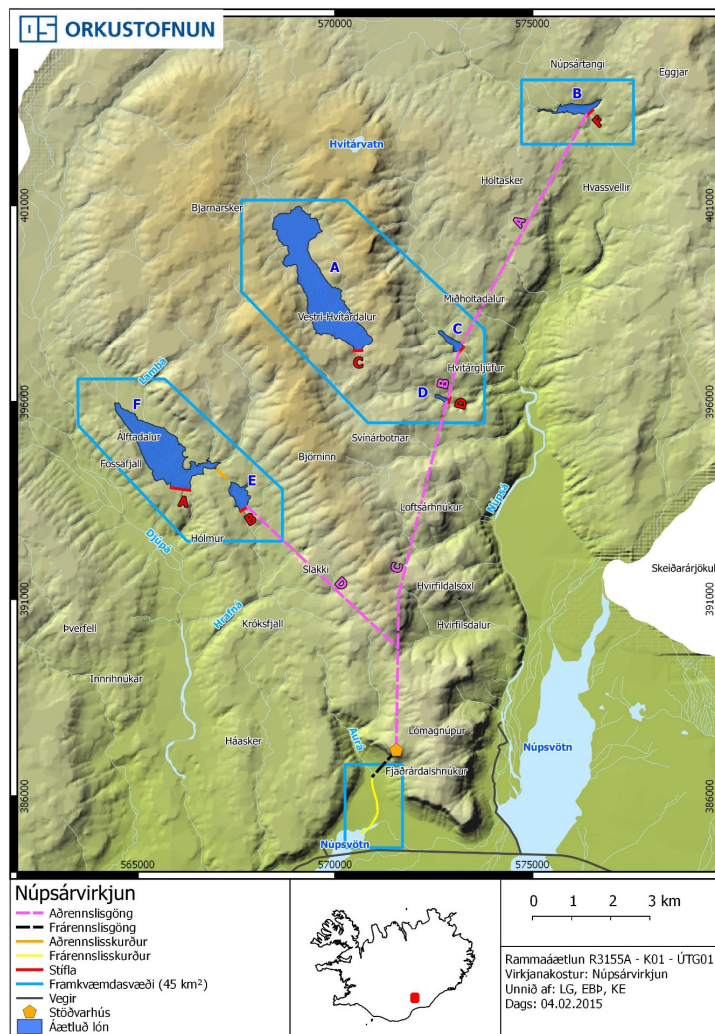 OS ORKUSTOFNUN
570000
575000
Núpsártangi
Eggjar
B
F
Hvítárvatn
Holtasker
Hvassvellir
401000
401000
Bjarnarsker
A
A
Miðholtadalur
Vestri-Hvítárdalur
C
C
Hvítárgljúfur
Lambá
B
D
D
396000
396000
F
Álftadalur
Svínárbotnar
Fossafjall
Björninn
E
A
B
Loftsárhnúkur
Núpsá
Djúpá
Hólmur
Slakki
D
C
Skeiðarárjökul
Hvirfildalsöxl
391000
391000
Hrafná
Króksfjall
Hvirfilsdalur
Þverfell
Innrihnúkar
Háasker
Aurá
Lómagnúpur
Núpsvötn
Fjaðrárdalshnúkur
386000
386000
Núpsvötn
565000
570000
575000
Núpsárvirkjun
Aðrennslisgöng
Frárennslisgöng
Aðrennslisskurður
Frárennslisskurður
Stífla
Framkvæmdasvæði (45 km²)
Vegir
Stöðvarhús
Áætluð lón
0 1 2 3 km
Rammaáætlun R3155A - K01 - ÚTG01
Virkjanakostur: Núpsárvirkjun
Unnið af: LG, EBÞ, KE
Dags: 04.02.2015